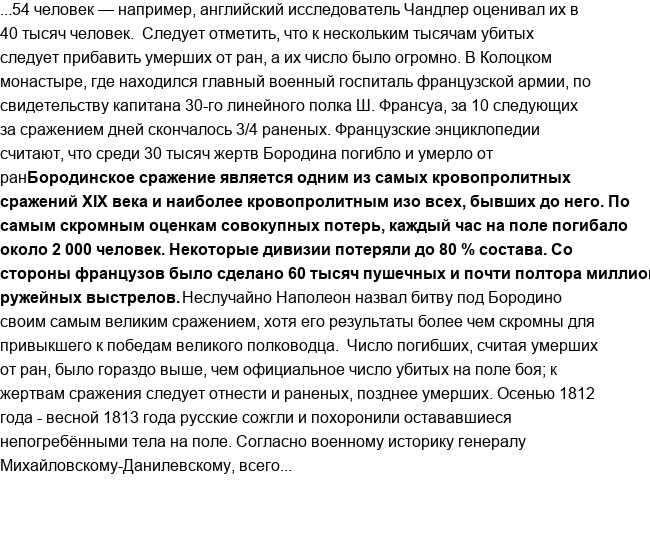 ...54 человек — например, английский исследователь Чандлер оценивал их в
40 тысяч человек.  Следует отметить, что к нескольким тысячам убитых
следует прибавить умерших от ран, а их число было огромно. В Колоцком
монастыре, где находился главный военный госпиталь французской армии, по
свидетельству капитана 30-го линейного полка Ш. Франсуа, за 10 следующих
за сражением дней скончалось 3/4 раненых. Французские энциклопедии
считают, что среди 30 тысяч жертв Бородина погибло и умерло от
ранБородинское сражение является одним из самых кровопролитных
сражений XIX века и наиболее кровопролитным изо всех, бывших до него. По
самым скромным оценкам совокупных потерь, каждый час на поле погибало
около 2 000 человек. Некоторые дивизии потеряли до 80 % состава. Со
стороны французов было сделано 60 тысяч пушечных и почти полтора миллио
ружейных выстрелов.Неслучайно Наполеон назвал битву под Бородино
своим самым великим сражением, хотя его результаты более чем скромны для
привыкшего к победам великого полководца.  Число погибших, считая умерших
от ран, было гораздо выше, чем официальное число убитых на поле боя; к
жертвам сражения следует отнести и раненых, позднее умерших. Осенью 1812
года - весной 1813 года русские сожгли и похоронили остававшиеся
непогребёнными тела на поле. Согласно военному историку генералу
Михайловскому-Данилевскому, всего...